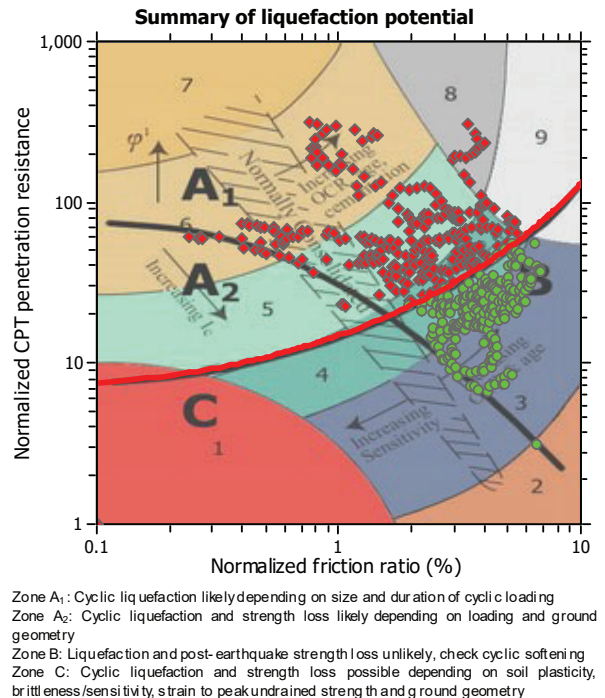 Summary of liquefaction potential
1,000
7
8
9
φ'
A1
Normally Consolidated
Increasing
OCR, age,
cementation
100
6
A2
Increasing Ic
B
5
Normalized CPT penetration resistance
10
4
3
age
C
1
Increasing
Sensitivity
2
1
0.1
1
10
Normalized friction ratio (%)
Zone A1: Cyclic liquefaction likely depending on size and duration of cyclic loading
Zone A2: Cyclic liquefaction and strength loss likely depending on loading and ground
geometry
Zone B: Liquefaction and post-earthquake strength loss unlikely, check cyclic softening
Zone C: Cyclic liquefaction and strength loss possible depending on soil plasticity,
brittleness/sensitivity, strain to peak undrained strength and ground geometry